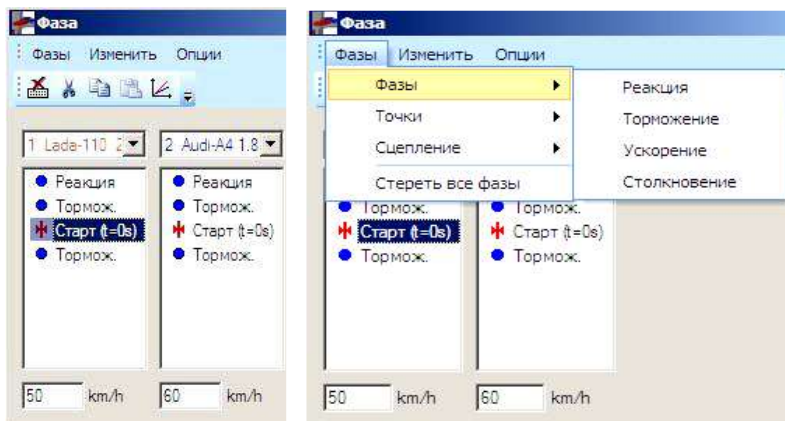 Фаза
Фазы Изменить Опции
1 Lada-110 2 Audi-A4 1.8
Реакция Реакция
Тормож. Тормож.
Старт (t=0s) Старт (t=0s)
Тормож. Тормож.
50 km/h 60 km/h
Фаза
Фазы Изменить Опции
Фазы Реакция
Точки Торможение
Сцепление Ускорение
Стереть все фазы Столкновение
Тормож. Тормож.
Старт (t=0s) Старт (t=0s)
Тормож. Тормож.
50 km/h 60 km/h